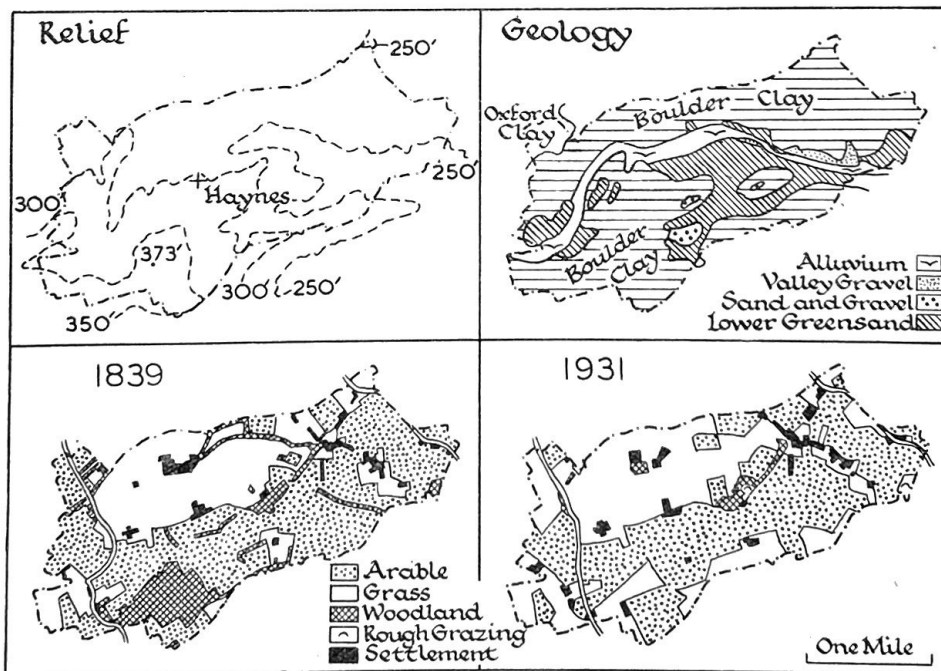 Relief
250'
Haynes
250'
300'
373'
300'
250'
350'
Geology
Oxford
Clay
Boulder Clay
Boulder
Clay
Alluvium
Valley Gravel
Sand and Gravel
Lower Greensand
1839
Arable
Grass
Woodland
Rough Grazing
Settlement
1931
One Mile